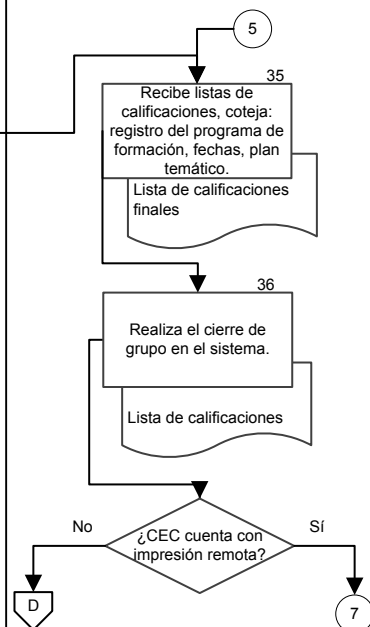 5
35
Recibe listas de
calificaciones, coteja:
registro del programa de
formación, fechas, plan
temático.
Lista de calificaciones
finales
36
Realiza el cierre de
grupo en el sistema.
Lista de calificaciones
No
¿CEC cuenta con
impresión remota?
Sí
D
7